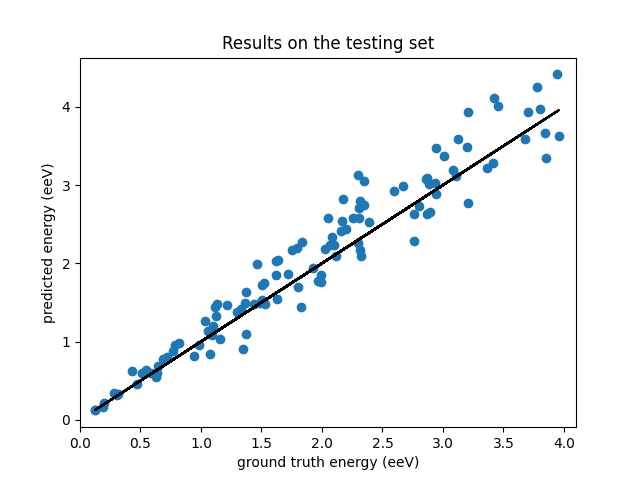 Results on the testing set
predicted energy (eeV)
4
3
2
1
0
0.0 0.5 1.0 1.5 2.0 2.5 3.0 3.5 4.0
ground truth energy (eeV)